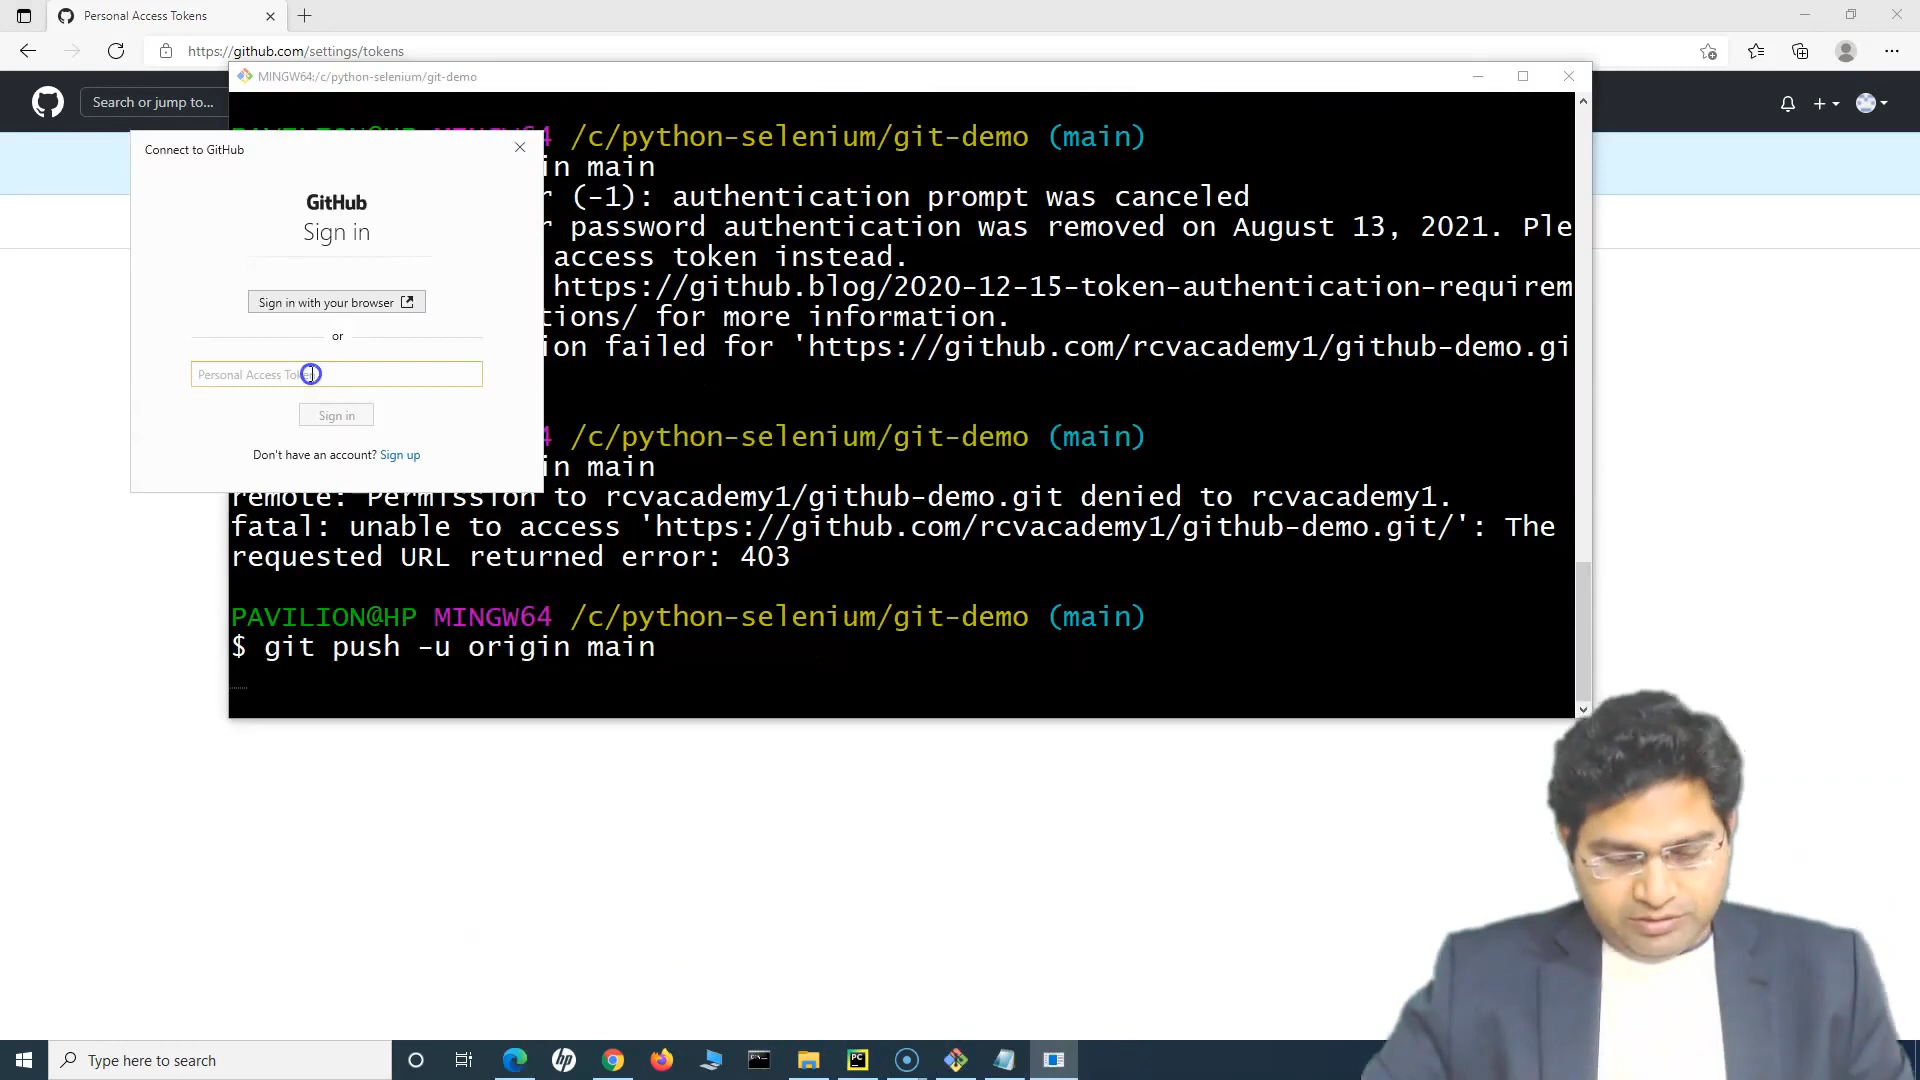 Personal Access Tokens
https://github.com/settings/tokens
MINGW64:/c/python-selenium/git-demo
Search or jump to...
/c/python-selenium/git-demo (main)
in main
r (-1): authentication prompt was canceled
r password authentication was removed on August 13, 2021. Ple
access token instead.
https://github.blog/2020-12-15-token-authentication-requirem
tions/ for more information.
ion failed for 'https://github.com/rcvacademy1/github-demo.gi
4 /c/python-selenium/git-demo (main)
in main
remote: Permission to rcvacademy1/github-demo.git denied to rcvacademy1.
fatal: unable to access 'https://github.com/rcvacademy1/github-demo.git/': The
requested URL returned error: 403
PAVILION@HP MINGW64 /c/python-selenium/git-demo (main)
$ git push -u origin main
Connect to GitHub
GitHub
Sign in
Sign in with your browser
or
Personal Access Token
Sign in
Don't have an account? Sign up
Type here to search
hp
PC